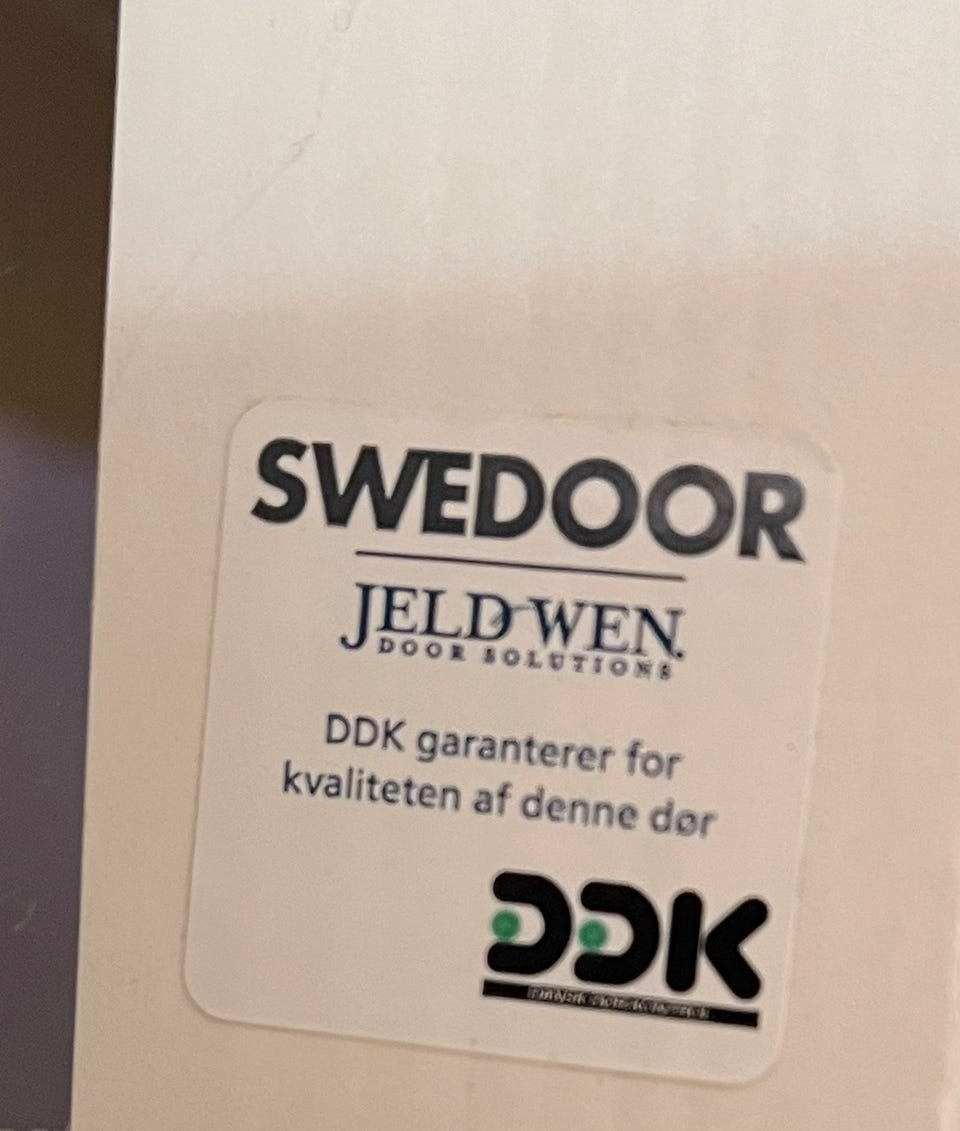 SWEDOOR
JELD-WEN.
DOOR SOLUTIONS
DDK garanterer for
kvaliteten af denne dør
DDK